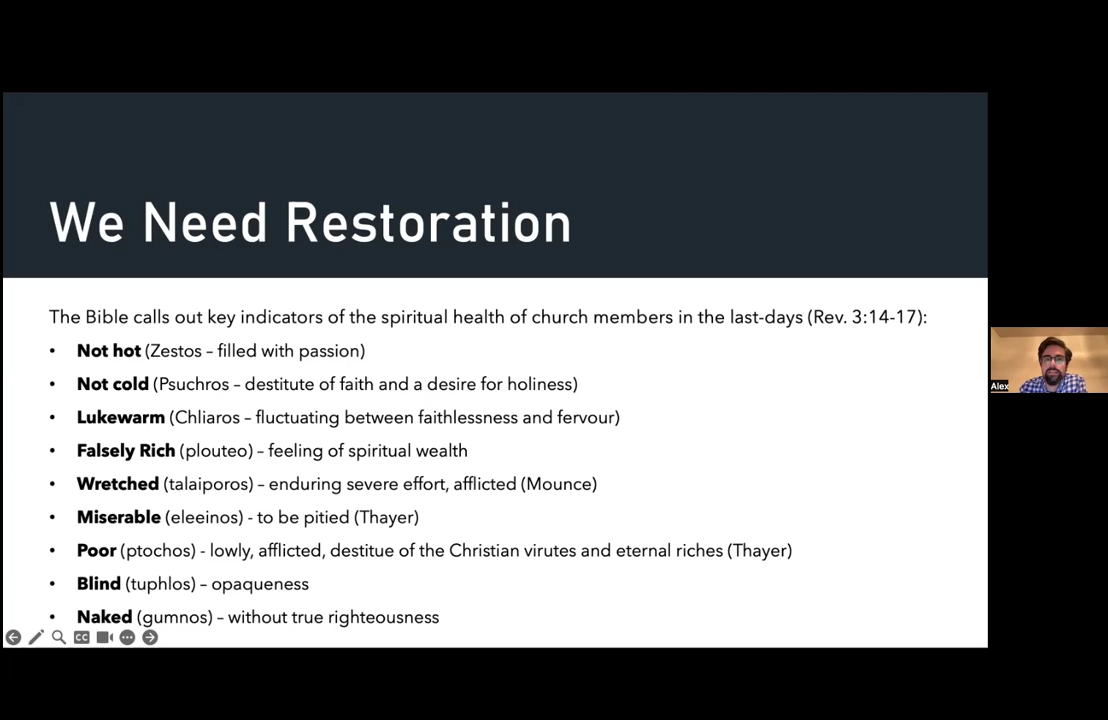 We Need Restoration
The Bible calls out key indicators of the spiritual health of church members in the last-days (Rev. 3:14-17):
• Not hot (Zestos – filled with passion)
• Not cold (Psuchros – destitute of faith and a desire for holiness)
• Lukewarm (Chliaros – fluctuating between faithlessness and fervour)
• Falsely Rich (plouteo) – feeling of spiritual wealth
• Wretched (talaiporos) – enduring severe effort, afflicted (Mounce)
• Miserable (eleeinos) - to be pitied (Thayer)
• Poor (ptochos) - lowly, afflicted, destitue of the Christian virutes and eternal riches (Thayer)
• Blind (tuphlos) – opaqueness
• Naked (gumnos) – without true righteousness
CC
Alex